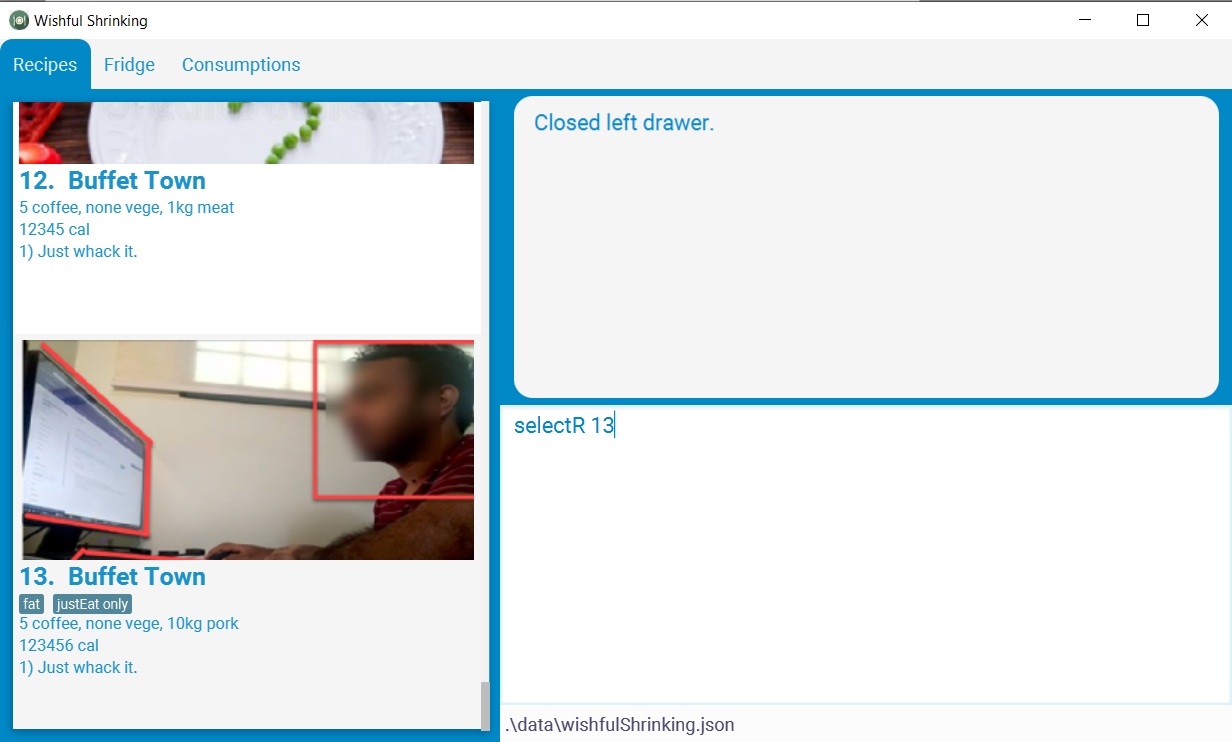 Wishful Shrinking
Recipes Fridge Consumptions
12. Buffet Town
5 coffee, none vege, 1kg meat
12345 cal
1) Just whack it.
13. Buffet Town
fat justEat only
5 coffee, none vege, 10kg pork
123456 cal
1) Just whack it.
Closed left drawer.
selectR 13
.\data\wishfulShrinking.json